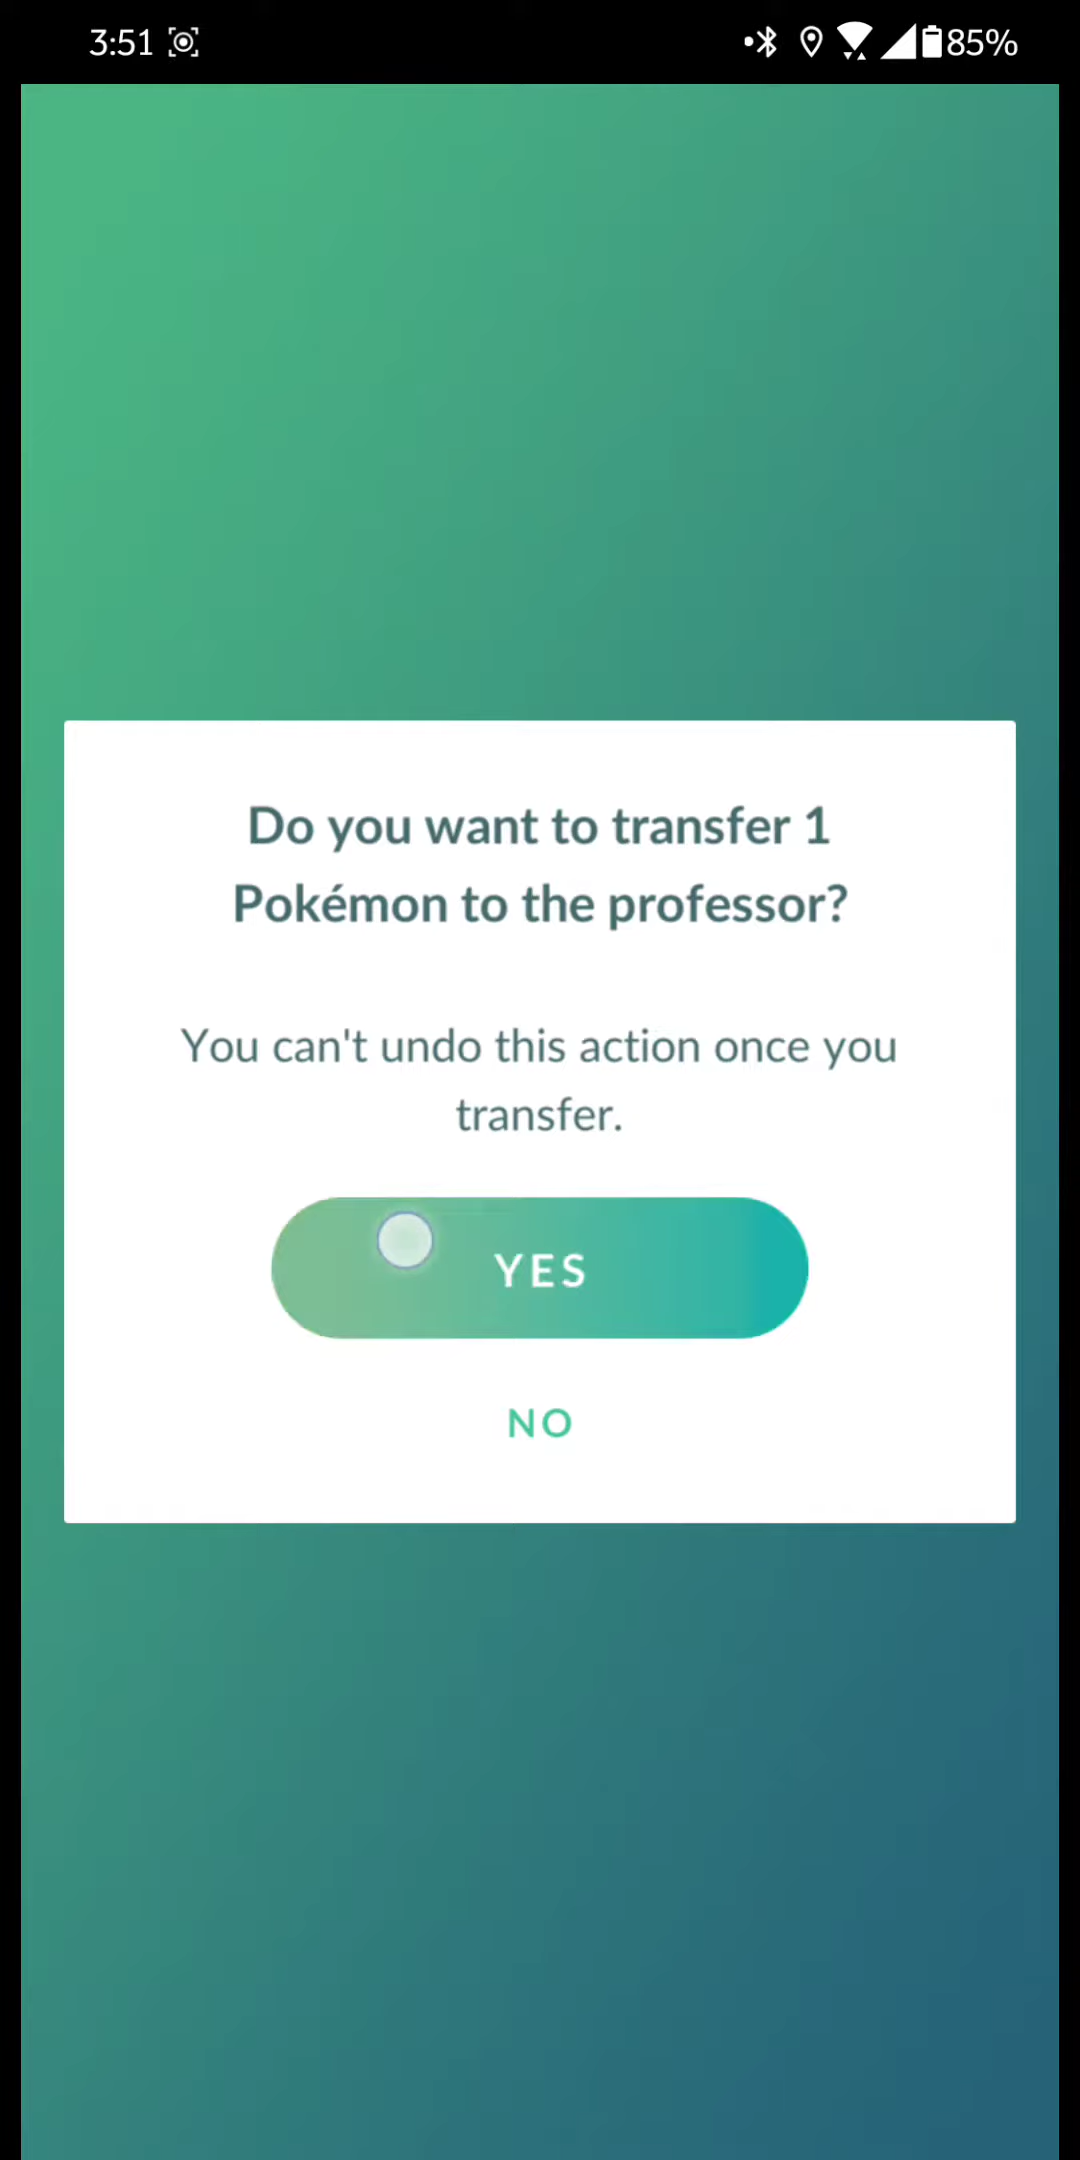 3:51 85%
Do you want to transfer 1
Pokémon to the professor?
You can't undo this action once you
transfer.
YES
NO